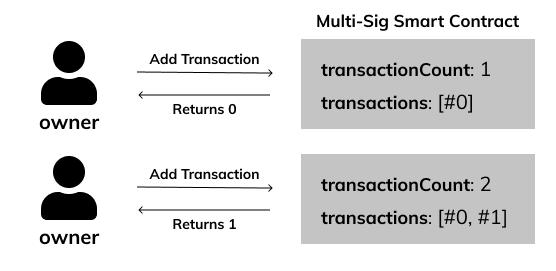 Multi-Sig Smart Contract
Add Transaction
Returns 0
owner
transactionCount: 1
transactions: [#0]
Add Transaction
Returns 1
owner
transactionCount: 2
transactions: [#0, #1]